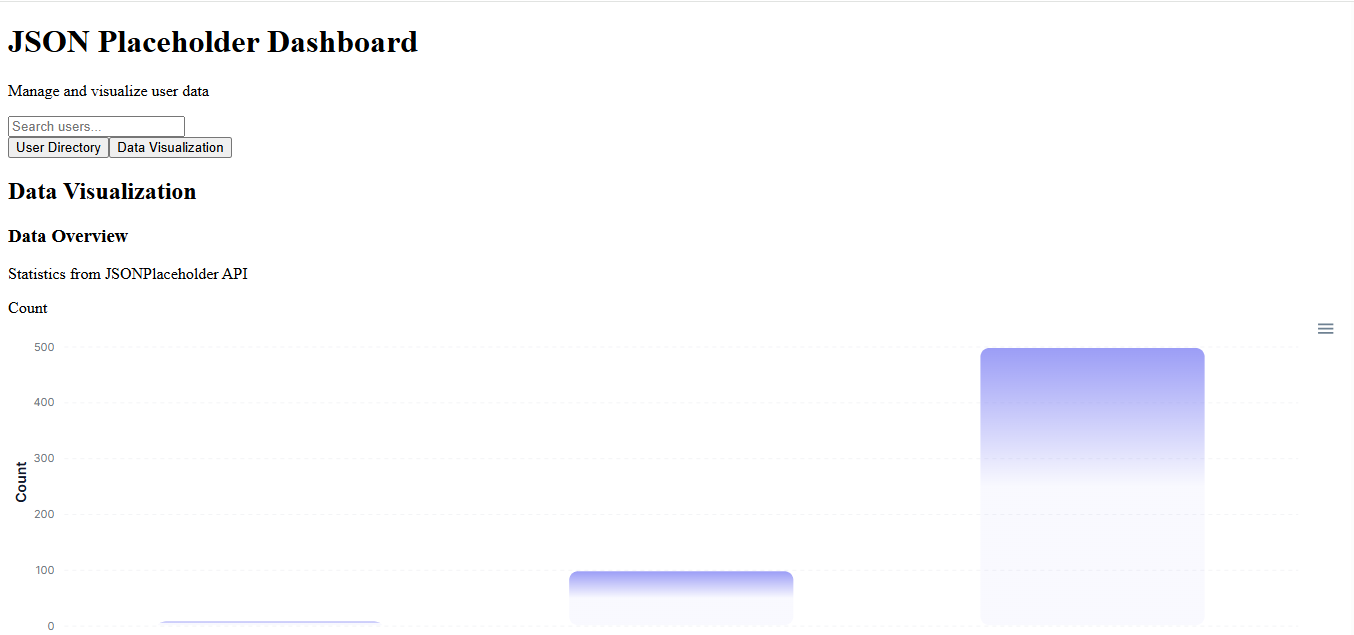 JSON Placeholder Dashboard
Manage and visualize user data
Search users...
User Directory Data Visualization
Data Visualization
Data Overview
Statistics from JSONPlaceholder API
Count
500
400
300
Count
200
100
0